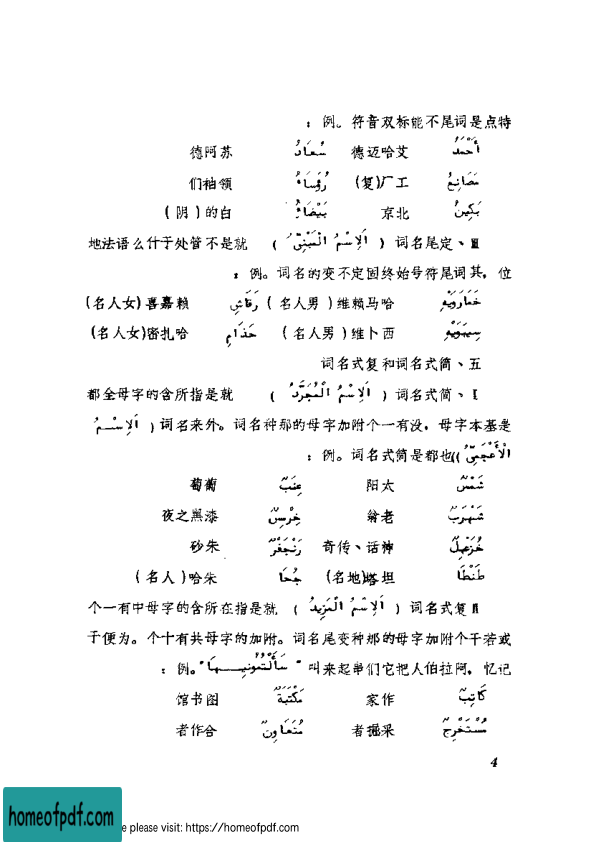 特点是词尾不能标双音符。例：
أَحْمَدُ 艾哈迈德 سُعَادُ 苏阿德
مَصَانِعُ 工厂(复) رُؤَسَاءُ 领袖们
بَكِينُ 北京 بَيْضَاءُ 白的(阴)
Ⅲ、定尾名词(اَلاِسْمُ الْمَبْنِيُّ)就是不管处于什么语法地
位，其词尾符号始终固定不变的名词。例：
خُمَارَوَيْهِ 哈马赖维(男人名) رَقَاشِ 赖嘉喜(女人名)
سِيبَوَيْهِ 西卜维(男人名) حَذَامِ 哈扎密(女人名)
五、简式名词和复式名词
Ⅰ、简式名词(اَلاِسْمُ الْمُجَرَّدُ)就是指所含的字母全都
是基本字母，没有一个附加字母的那种名词。外来名词(اَلاِسْمُ
الْأَعْجَمِيُّ)也都是简式名词。例：
شَمْسٌ 太阳 عِنَبٌ 葡萄
شَهْرَبٌ 老翁 漆黑之夜
神话、传奇 朱砂
طَنْطَا 坦塔(地名) جُحَا 朱哈(人名)
Ⅱ复式名词(اَلاِسْمُ الْمَزِيدُ)就是指在所含的字母中有一个
或若干个附加字母的那种变尾名词。附加的字母共有十个。为便于
记忆，阿拉伯人把它们串起来叫“سَأَلْتُمُونِيهَا”。例：
كَاتِبٌ 作家 مَكْتَبَةٌ 图书馆
مُسْتَخْرِجٌ 采掘者 مُتَعَاوِنٌ 合作者
4
homeofpdf.com
e please visit: https://homeofpdf.com